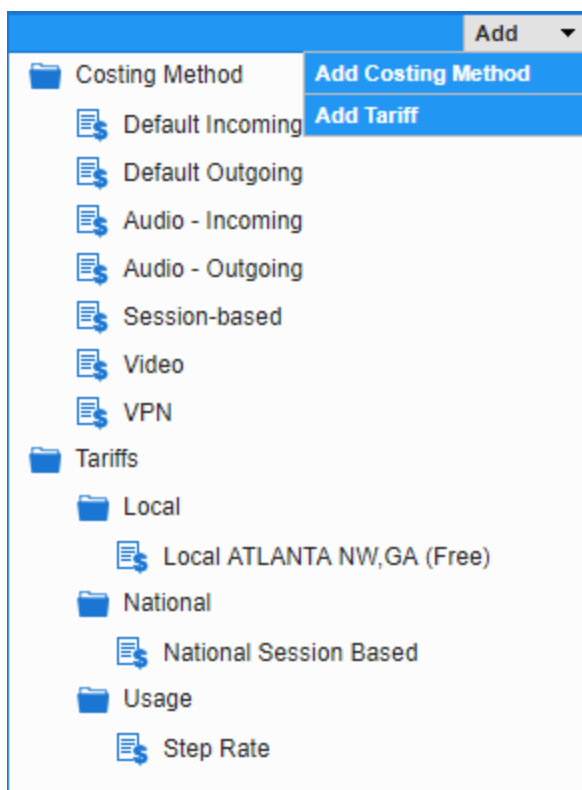 Add
Costing Method
Add Costing Method
Default Incoming
Add Tariff
Default Outgoing
Audio - Incoming
Audio - Outgoing
Session-based
Video
VPN
Tariffs
Local
Local ATLANTA NW,GA (Free)
National
National Session Based
Usage
Step Rate